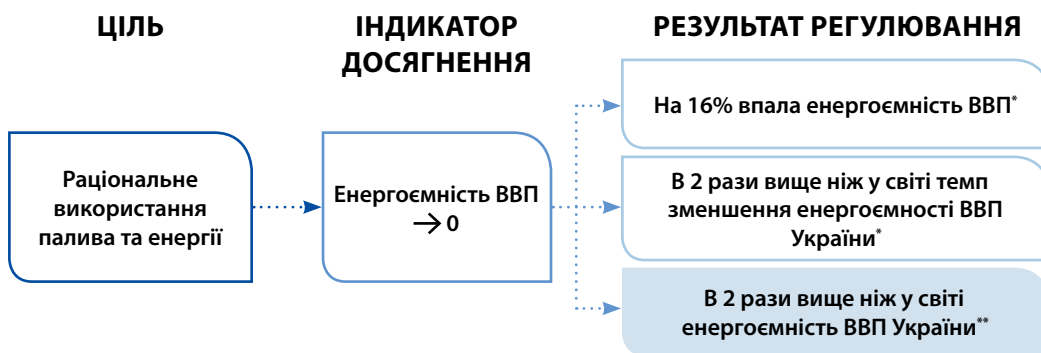 ЦІЛЬ
ІНДИКАТОР
ДОСЯГНЕННЯ
РЕЗУЛЬТАТ РЕГУЛЮВАННЯ
Раціональне
використання
палива та енергії
Енергоємність ВВП
→ 0
На 16% впала енергоємність ВВП*
В 2 рази вище ніж у світі темп
зменшення енергоємності ВВП
України*
В 2 рази вище ніж у світі
енергоємність ВВП України**